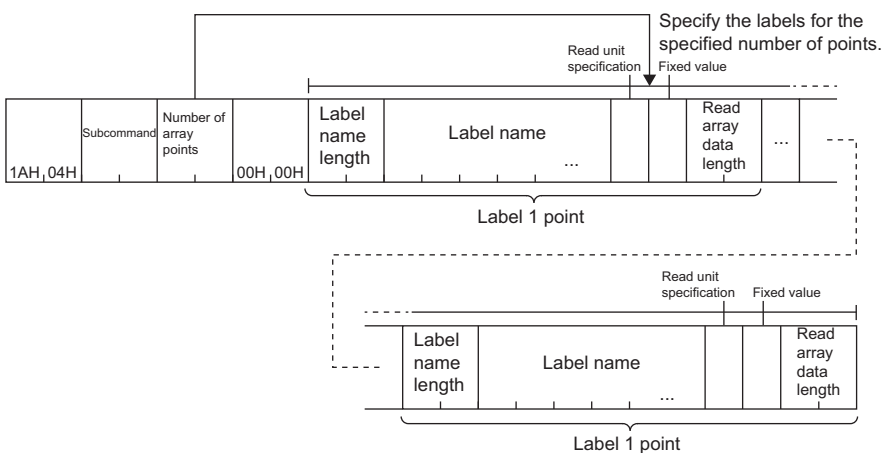 Specify the labels for the
specified number of points.
Read unit
specification
Fixed value
1AH 04H
Subcommand
Number of
array
points
00H 00H
Label
name
length
Label name
...
Read
array
data
length
...
Label 1 point
Read unit
specification
Fixed value
Label
name
length
Label name
...
Read
array
data
length
Label 1 point